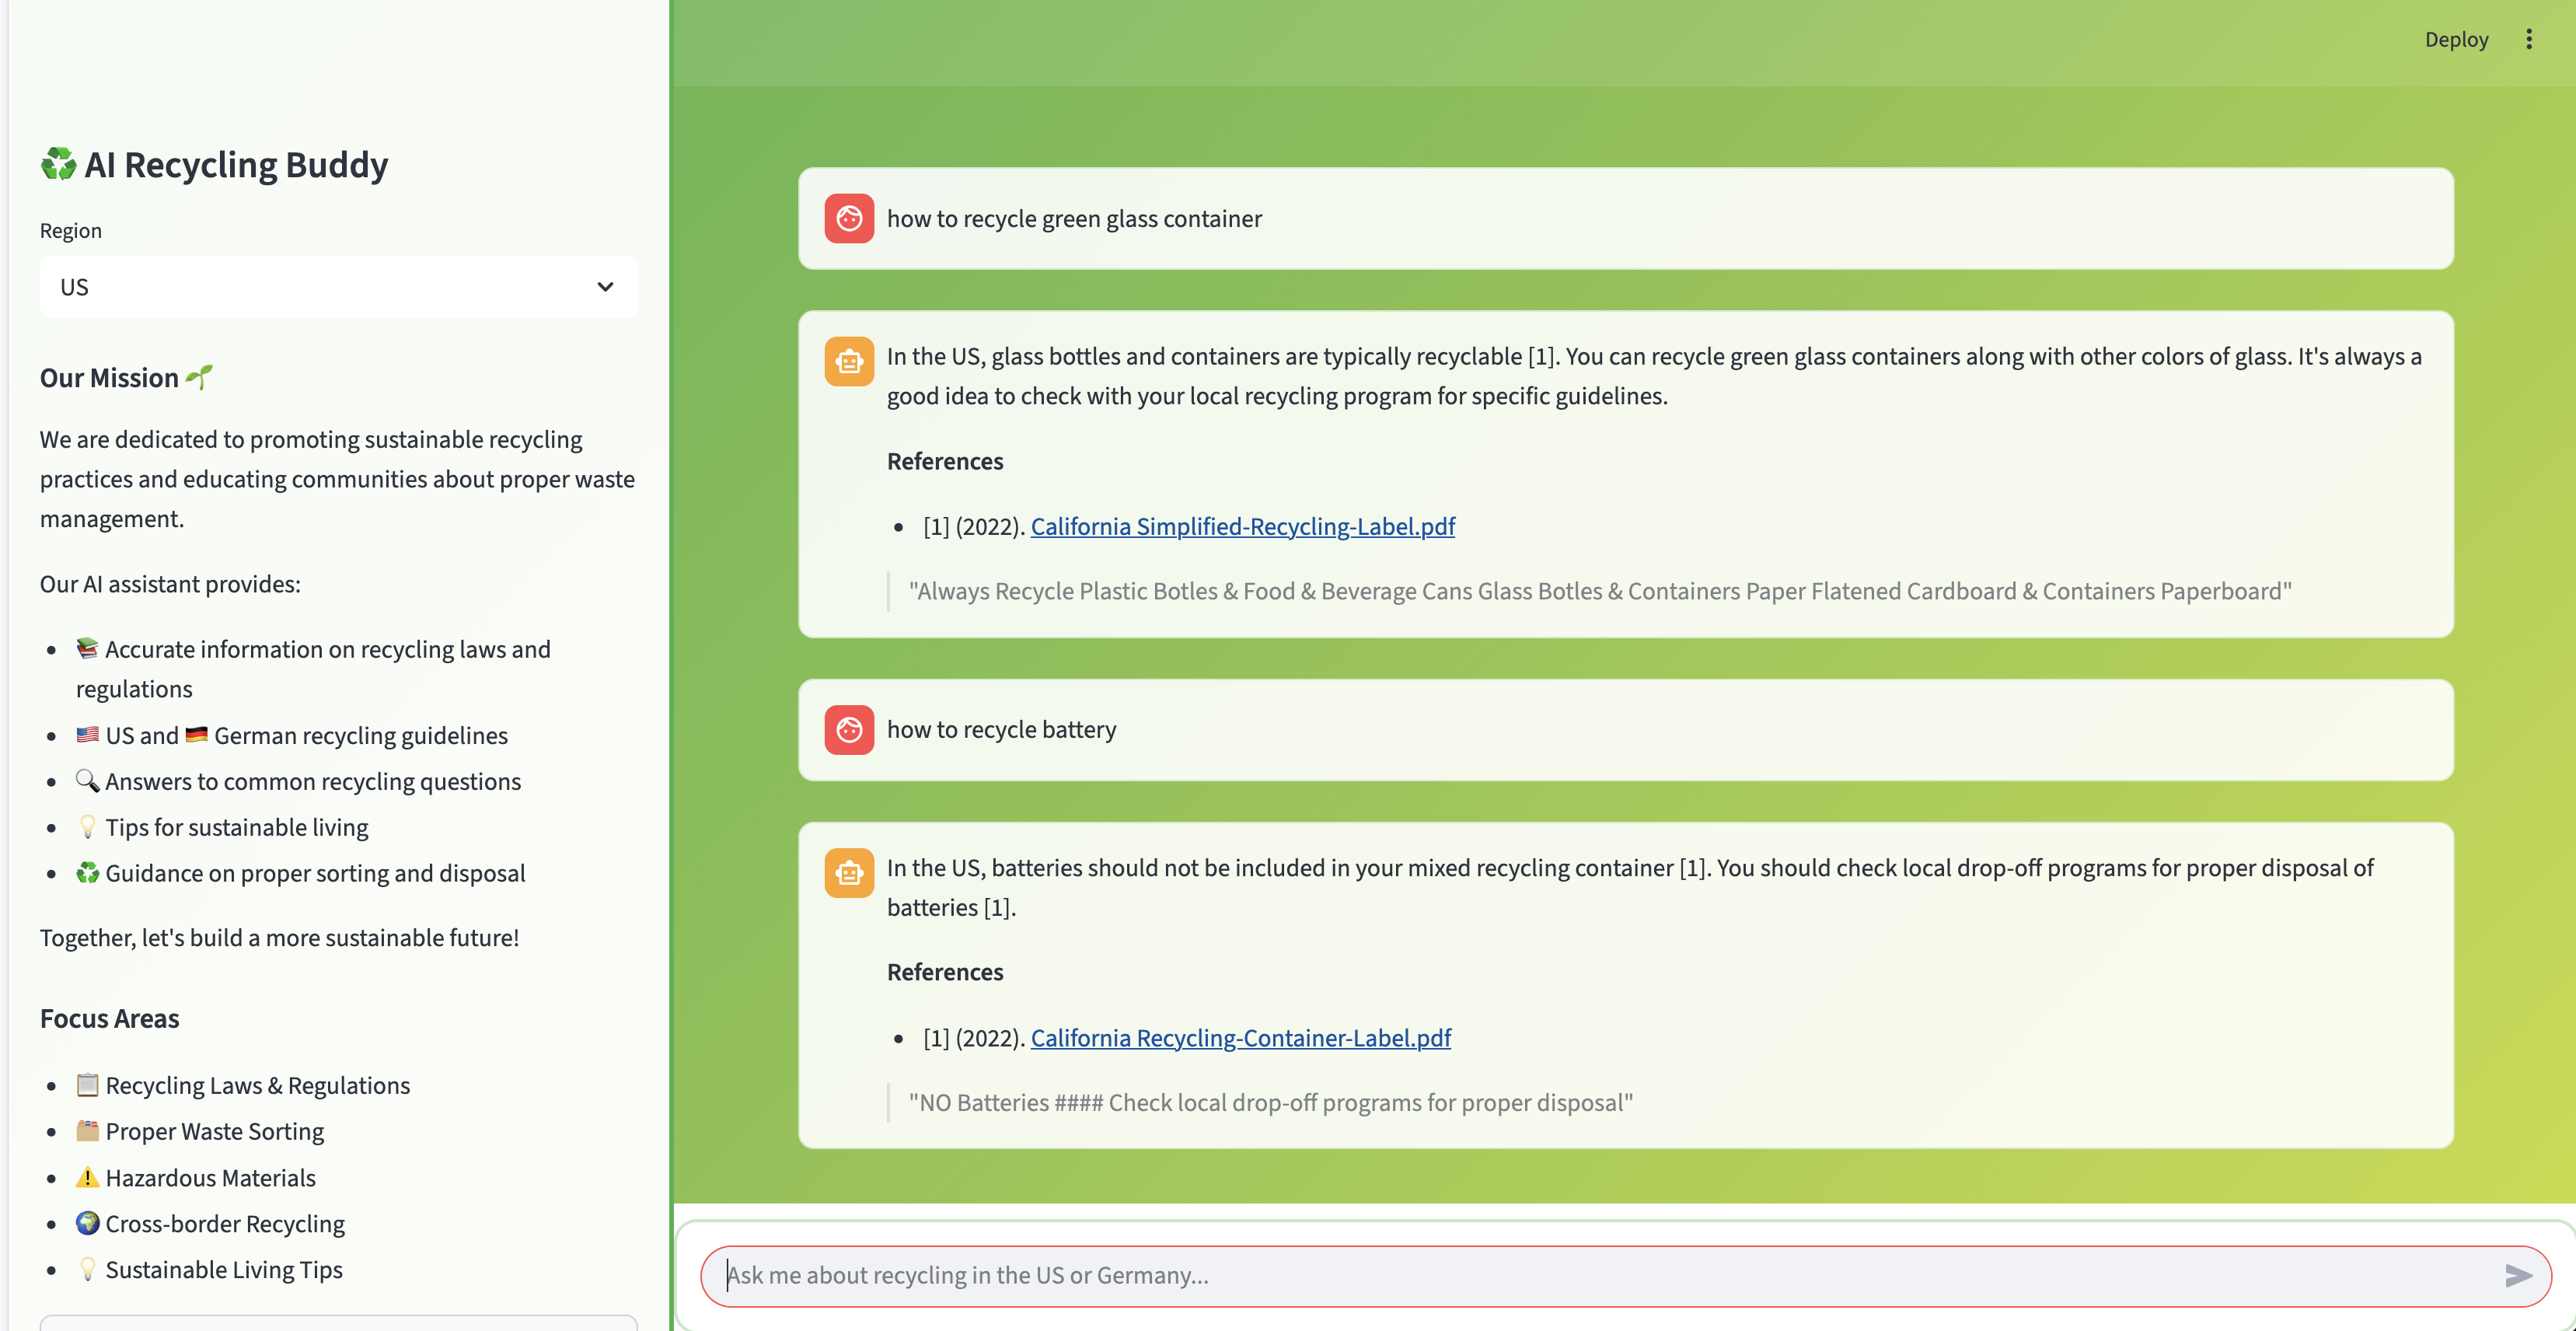 Deploy
♻️ AI Recycling Buddy
Region
US
Our Mission 🌱
We are dedicated to promoting sustainable recycling
practices and educating communities about proper waste
management.
Our AI assistant provides:
• 📚 Accurate information on recycling laws and
regulations
• 🇺🇸 US and 🇩🇪 German recycling guidelines
• 🔍 Answers to common recycling questions
• 💡 Tips for sustainable living
• ♻️ Guidance on proper sorting and disposal
Together, let's build a more sustainable future!
Focus Areas
• 📋 Recycling Laws & Regulations
• 🗂️ Proper Waste Sorting
• ⚠️ Hazardous Materials
• 🌍 Cross-border Recycling
• 💡 Sustainable Living Tips
how to recycle green glass container
In the US, glass bottles and containers are typically recyclable [1]. You can recycle green glass containers along with other colors of glass. It's always a
good idea to check with your local recycling program for specific guidelines.
References
• [1] (2022). California Simplified-Recycling-Label.pdf
"Always Recycle Plastic Botles & Food & Beverage Cans Glass Botles & Containers Paper Flatened Cardboard & Containers Paperboard"
how to recycle battery
In the US, batteries should not be included in your mixed recycling container [1]. You should check local drop-off programs for proper disposal of
batteries [1].
References
• [1] (2022). California Recycling-Container-Label.pdf
"NO Batteries #### Check local drop-off programs for proper disposal"
Ask me about recycling in the US or Germany...